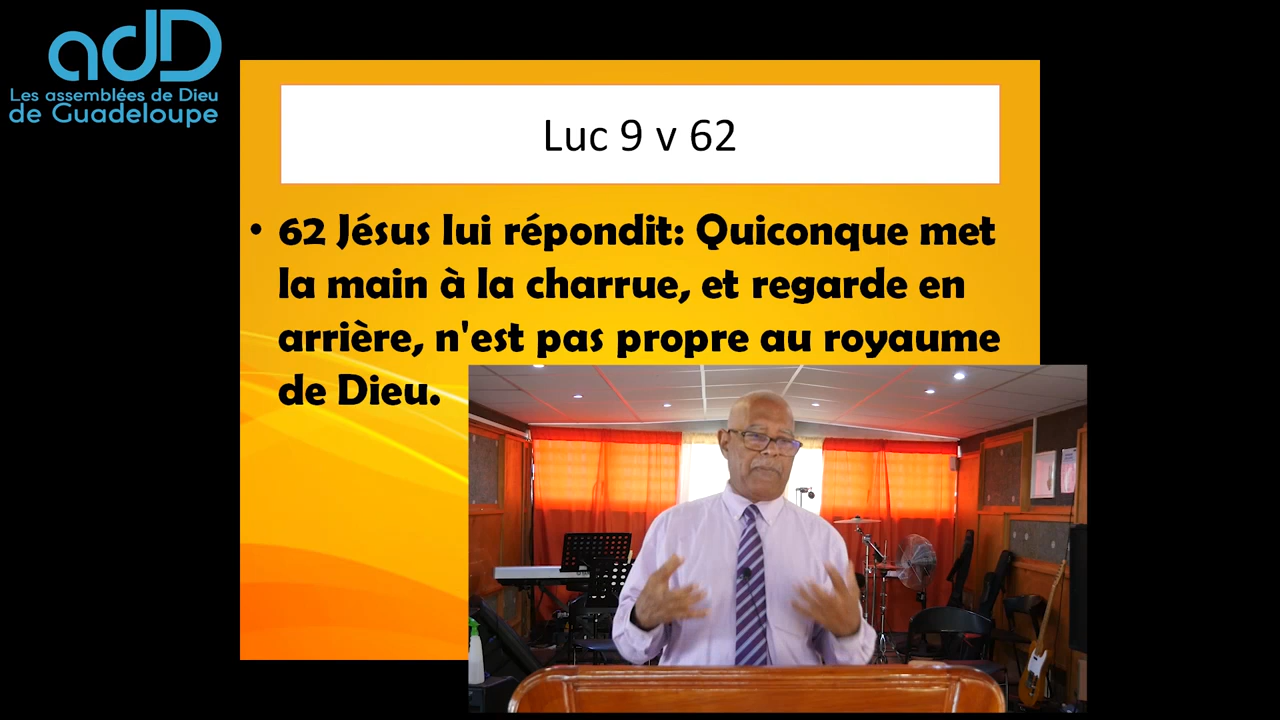 adD
Les assemblées de Dieu
de Guadeloupe
Luc 9 v 62
• 62 Jésus lui répondit: Quiconque met
la main à la charrue, et regarde en
arrière, n'est pas propre au royaume
de Dieu.